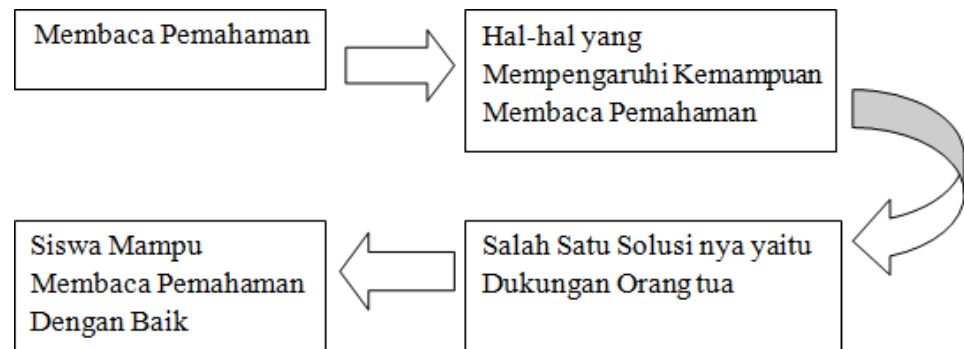 Membaca Pemahaman
Hal-hal yang
Mempengaruhi Kemampuan
Membaca Pemahaman
Salah Satu Solusi nya yaitu
Dukungan Orang tua
Siswa Mampu
Membaca Pemahaman
Dengan Baik